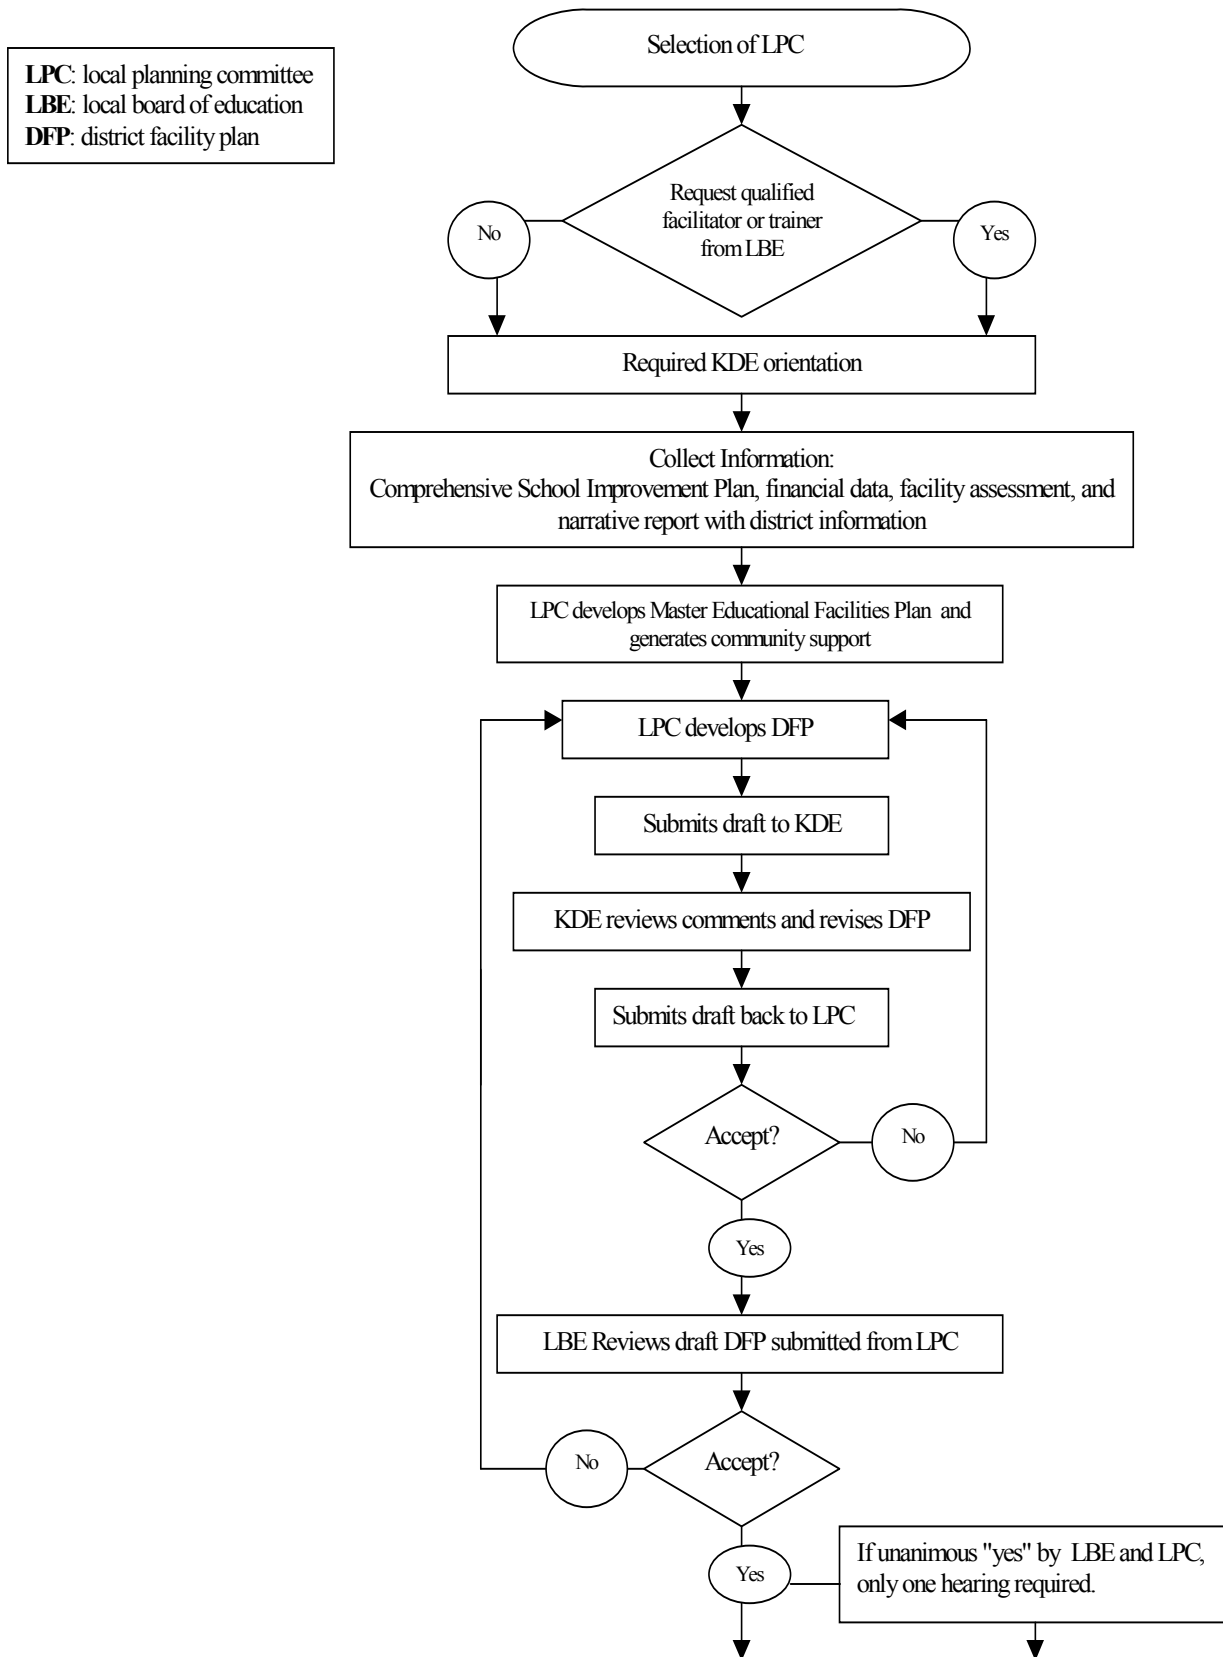 Selection of LPC
LPC: local planning committee
LBE: local board of education
DFP: district facility plan
Request qualified
facilitator or trainer
from LBE
No
Yes
Required KDE orientation
Collect Information:
Comprehensive School Improvement Plan, financial data, facility assessment, and
narrative report with district information
LPC develops Master Educational Facilities Plan and
generates community support
LPC develops DFP
Submits draft to KDE
KDE reviews comments and revises DFP
Submits draft back to LPC
Accept?
No
Yes
LBE Reviews draft DFP submitted from LPC
Accept?
No
Yes
If unanimous "yes" by LBE and LPC,
only one hearing required.